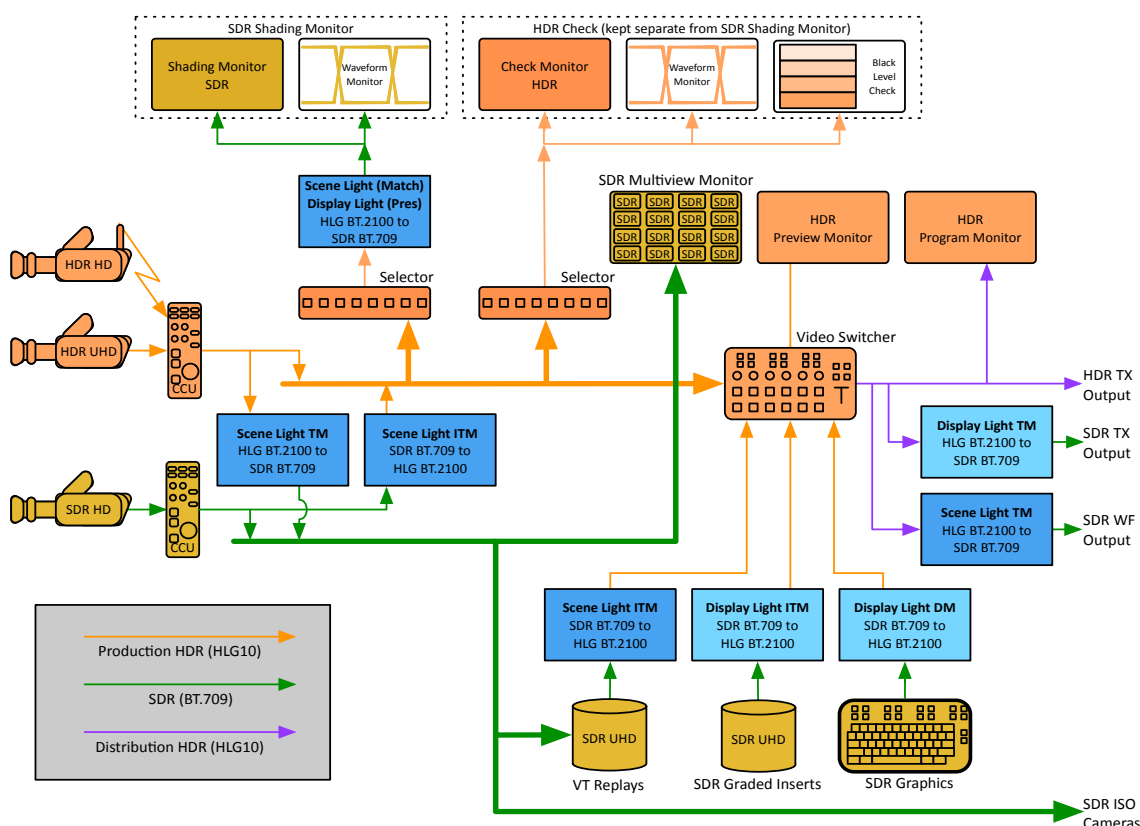 SDR Shading Monitor
HDR Check (kept separate from SDR Shading Monitor)
Shading Monitor
SDR
Waveform
Monitor
Check Monitor
HDR
Waveform
Monitor
Black
Level
Check
Scene Light (Match)
Display Light (Pres)
HLG BT.2100 to
SDR BT.709
SDR Multiview Monitor
SDR SDR SDR SDR
SDR SDR SDR SDR
SDR SDR SDR SDR
SDR SDR SDR SDR
HDR
Preview Monitor
HDR
Program Monitor
HDR HD
Selector
Selector
HDR UHD
CCU
Video Switcher
HDR TX
Output
Scene Light TM
HLG BT.2100 to
SDR BT.709
Scene Light ITM
SDR BT.709 to
HLG BT.2100
Display Light TM
HLG BT.2100 to
SDR BT.709
SDR TX
Output
SDR HD
CCU
Scene Light TM
HLG BT.2100 to
SDR BT.709
SDR WF
Output
Scene Light ITM
SDR BT.709 to
HLG BT.2100
Display Light ITM
SDR BT.709 to
HLG BT.2100
Display Light DM
SDR BT.709 to
HLG BT.2100
Production HDR (HLG10)
SDR (BT.709)
Distribution HDR (HLG10)
SDR UHD
VT Replays
SDR UHD
SDR Graded Inserts
SDR Graphics
SDR ISO
Cameras